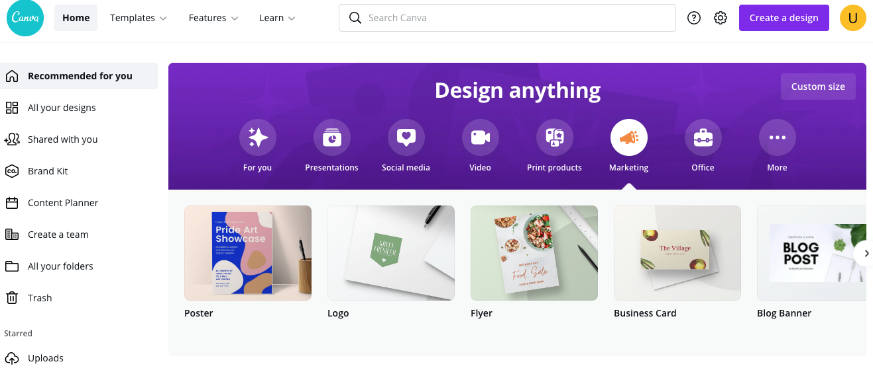 Canva
Home
Templates
Features
Learn
Search Canva
Create a design
U
Recommended for you
All your designs
Shared with you
Brand Kit
Content Planner
Create a team
All your folders
Trash
Starred
Uploads
Design anything
Custom size
For you
Presentations
Social media
Video
Print products
Marketing
Office
More
Pride Art
Showcase
Food Sale
The Village
BLOG
POST
Poster
Logo
Flyer
Business Card
Blog Banner